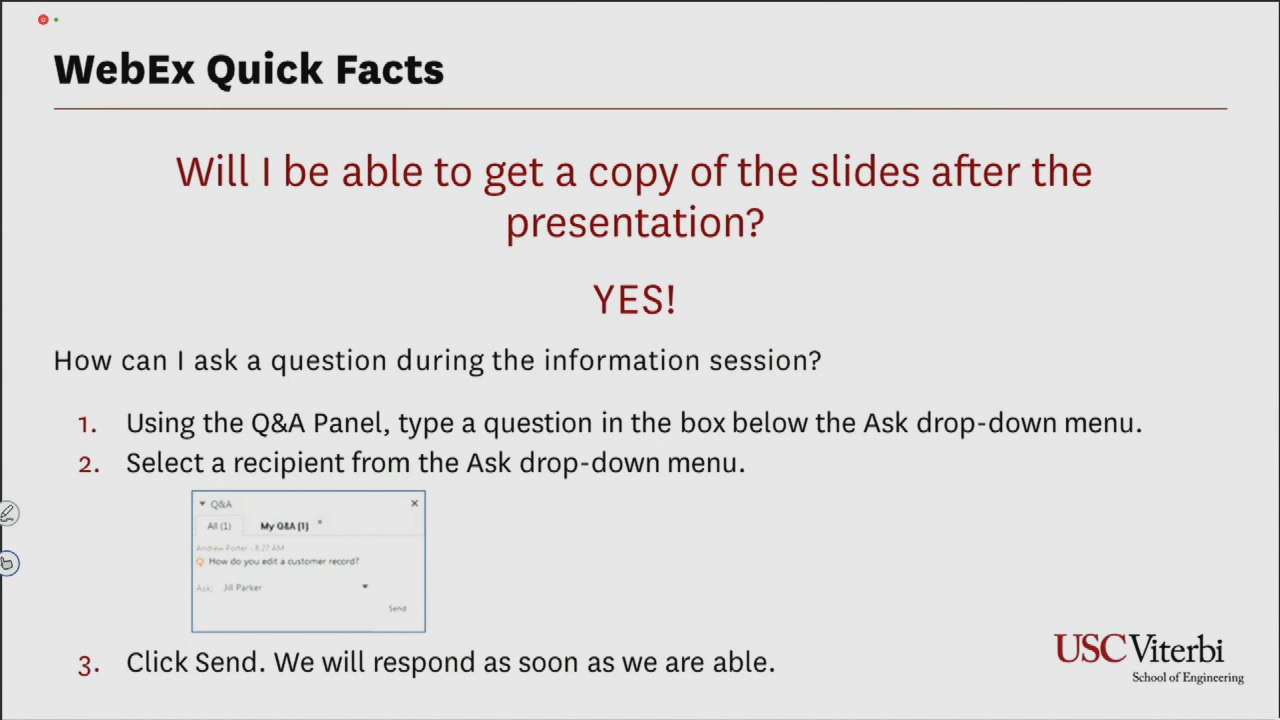 WebEx Quick Facts
Will I be able to get a copy of the slides after the
presentation?
YES!
How can I ask a question during the information session?
1. Using the Q&A Panel, type a question in the box below the Ask drop-down menu.
2. Select a recipient from the Ask drop-down menu.
Q&A
All (1) My Q&A (1)
Andrew Porter - 8:27 AM
Q: How do you edit a customer record?
Ask: Jill Parker
Send
3. Click Send. We will respond as soon as we are able.
USC Viterbi
School of Engineering